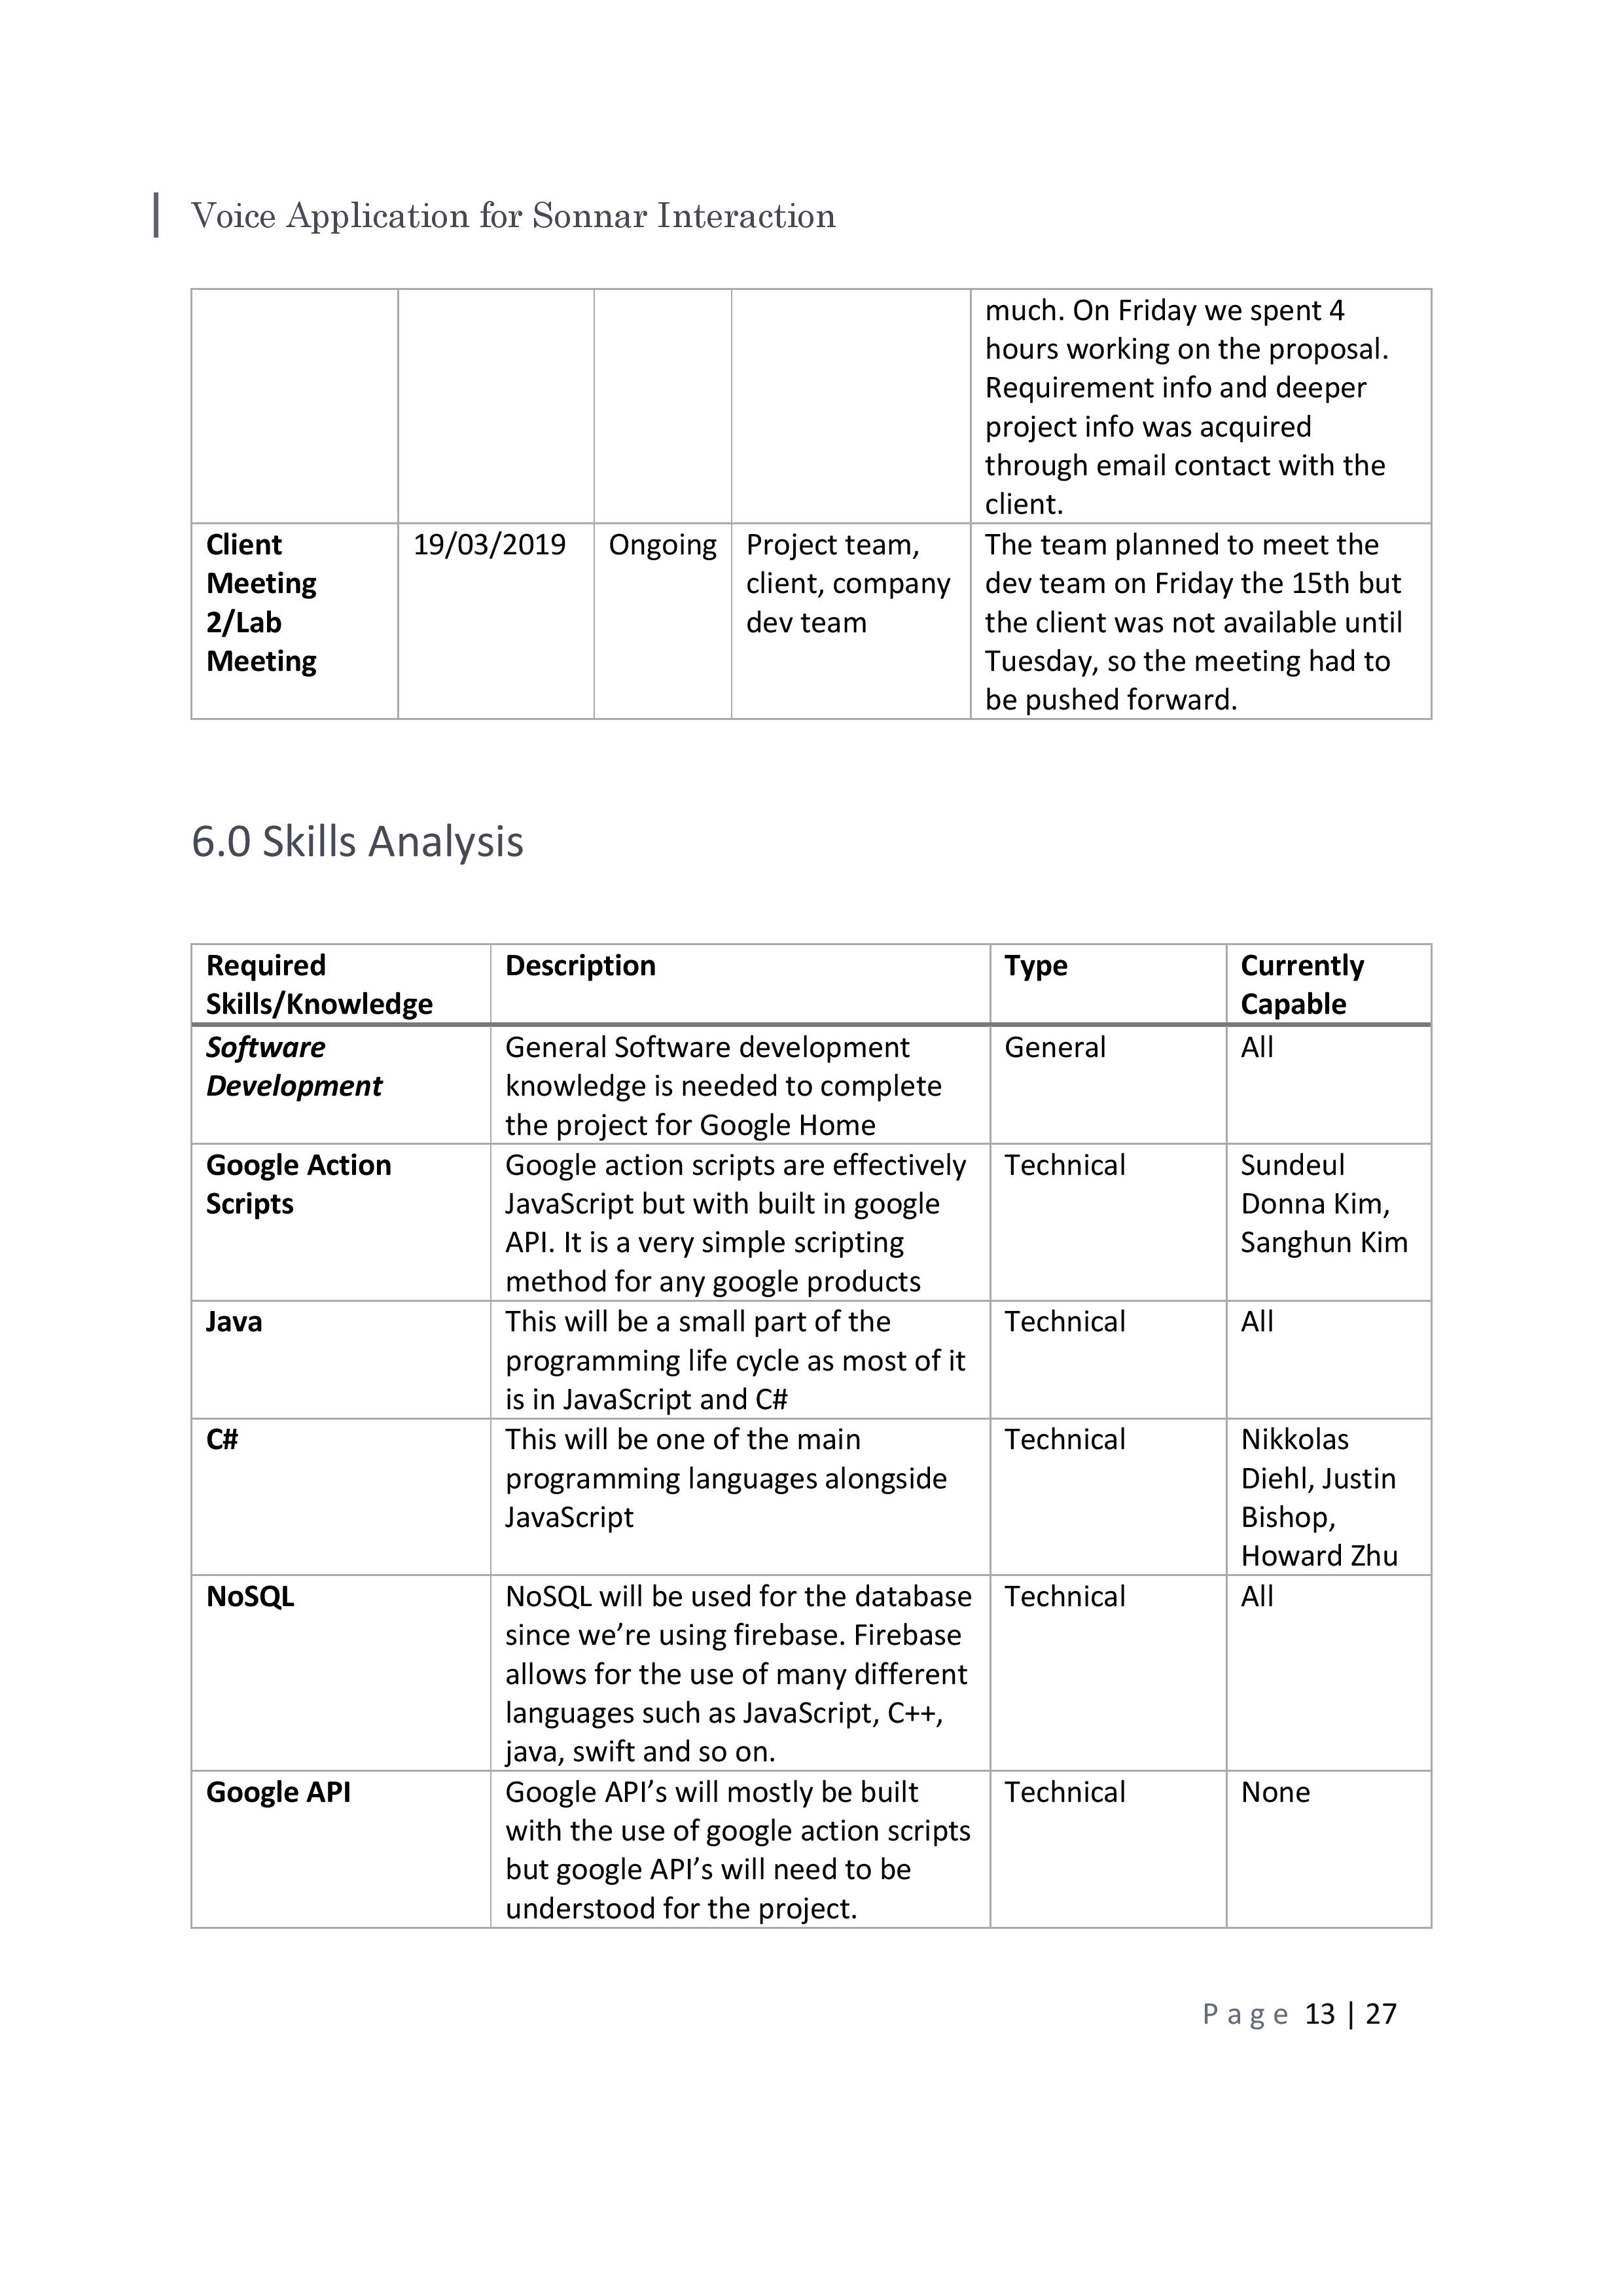 Voice Application for Sonnar Interaction
much. On Friday we spent 4
hours working on the proposal.
Requirement info and deeper
project info was acquired
through email contact with the
client.
Client
Meeting
2/Lab
Meeting
19/03/2019
Ongoing
Project team,
client, company
dev team
The team planned to meet the
dev team on Friday the 15th but
the client was not available until
Tuesday, so the meeting had to
be pushed forward.
6.0 Skills Analysis
Required
Skills/Knowledge
Description
Type
Currently
Capable
Software
Development
General Software development
knowledge is needed to complete
the project for Google Home
General
All
Google Action
Scripts
Google action scripts are effectively
JavaScript but with built in google
API. It is a very simple scripting
method for any google products
Technical
Sundeul
Donna Kim,
Sanghun Kim
Java
This will be a small part of the
programming life cycle as most of it
is in JavaScript and C#
Technical
All
C#
This will be one of the main
programming languages alongside
JavaScript
Technical
Nikkolas
Diehl, Justin
Bishop,
Howard Zhu
NoSQL
NoSQL will be used for the database
since we’re using firebase. Firebase
allows for the use of many different
languages such as JavaScript, C++,
java, swift and so on.
Technical
All
Google API
Google API’s will mostly be built
with the use of google action scripts
but google API’s will need to be
understood for the project.
Technical
None
Page 13 | 27